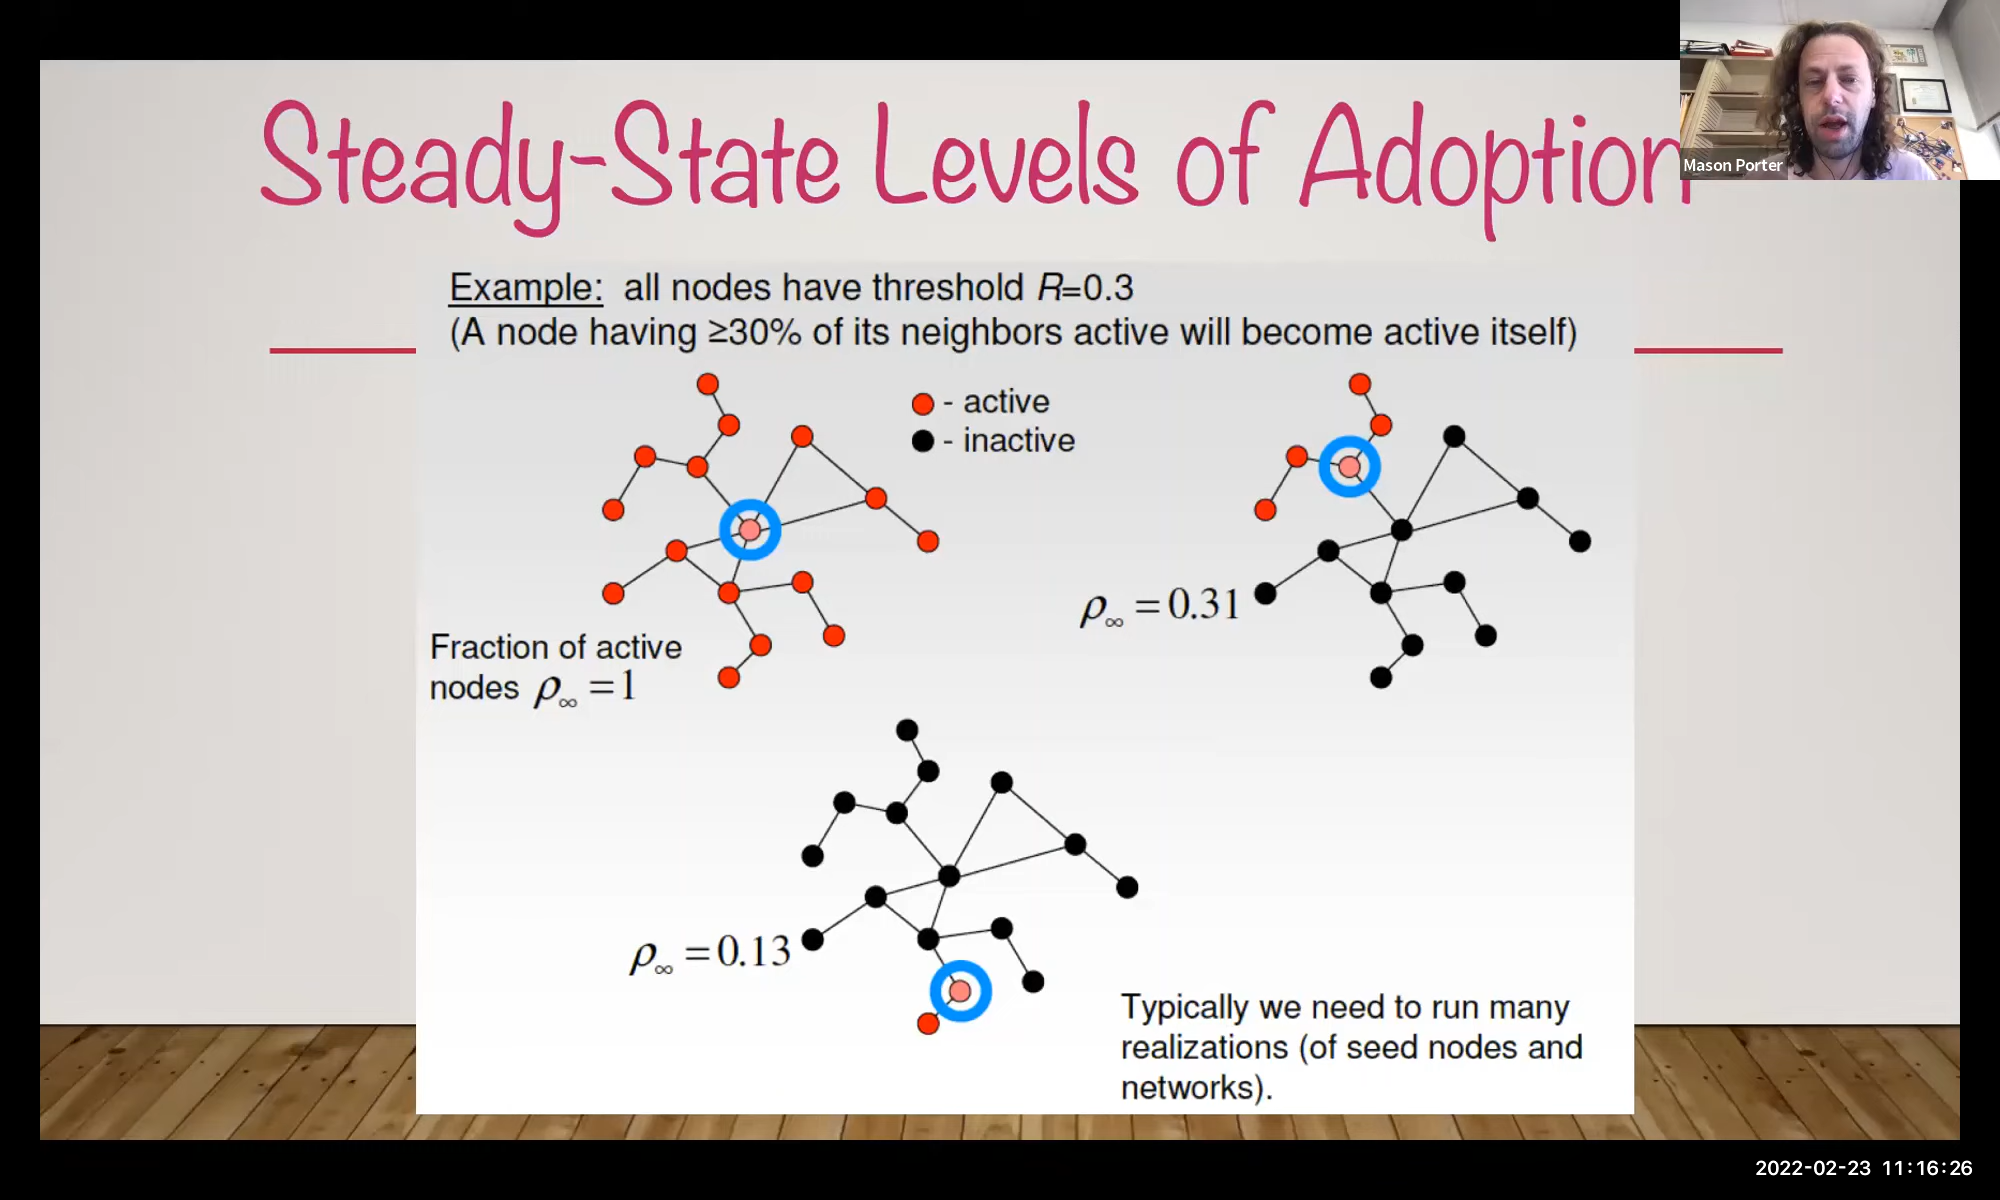 Steady-State Levels of Adoption
Mason Porter
Example: all nodes have threshold R=0.3
(A node having ≥30% of its neighbors active will become active itself)
- active
- inactive
ρ∞ = 0.31
Fraction of active
nodes ρ∞ = 1
ρ∞ = 0.13
Typically we need to run many
realizations (of seed nodes and
networks).
2022-02-23 11:16:26